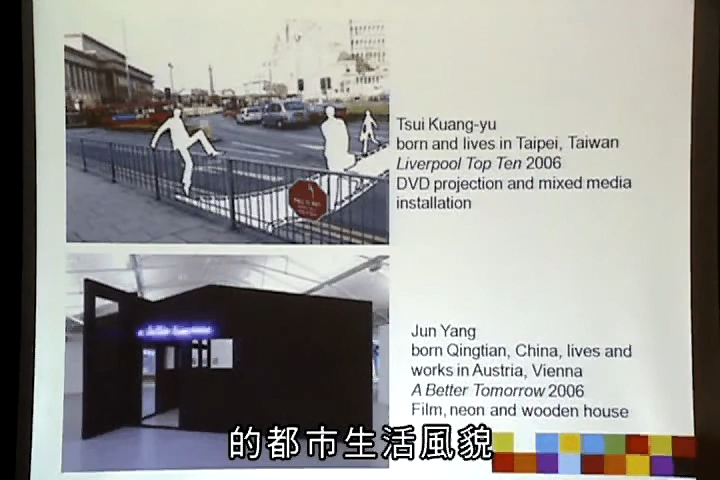 Tsui Kuang-yu
born and lives in Taipei, Taiwan
Liverpool Top Ten 2006
DVD projection and mixed media
installation
Jun Yang
born Qingtian, China, lives and
works in Austria, Vienna
A Better Tomorrow 2006
Film, neon and wooden house
的都市生活風貌